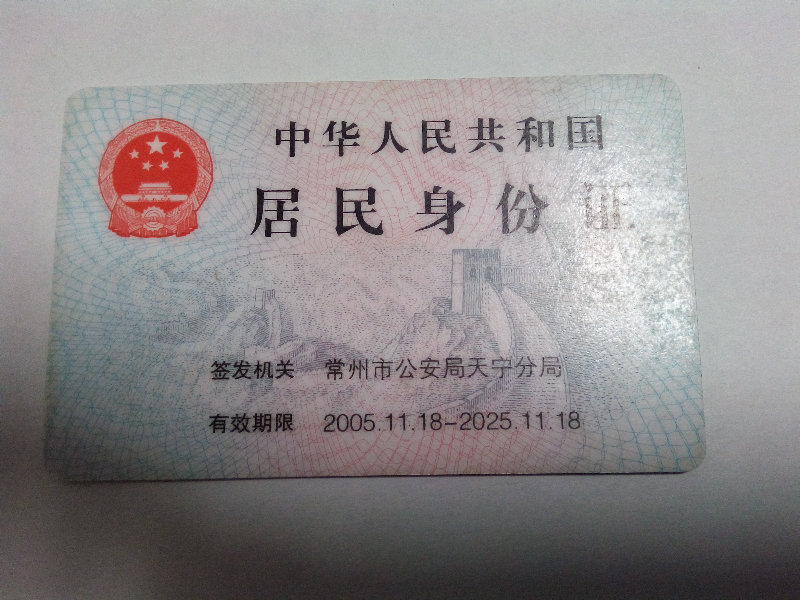 中华人民共和国
居民身份证
签发机关 常州市公安局天宁分局
有效期限 2005.11.18-2025.11.18